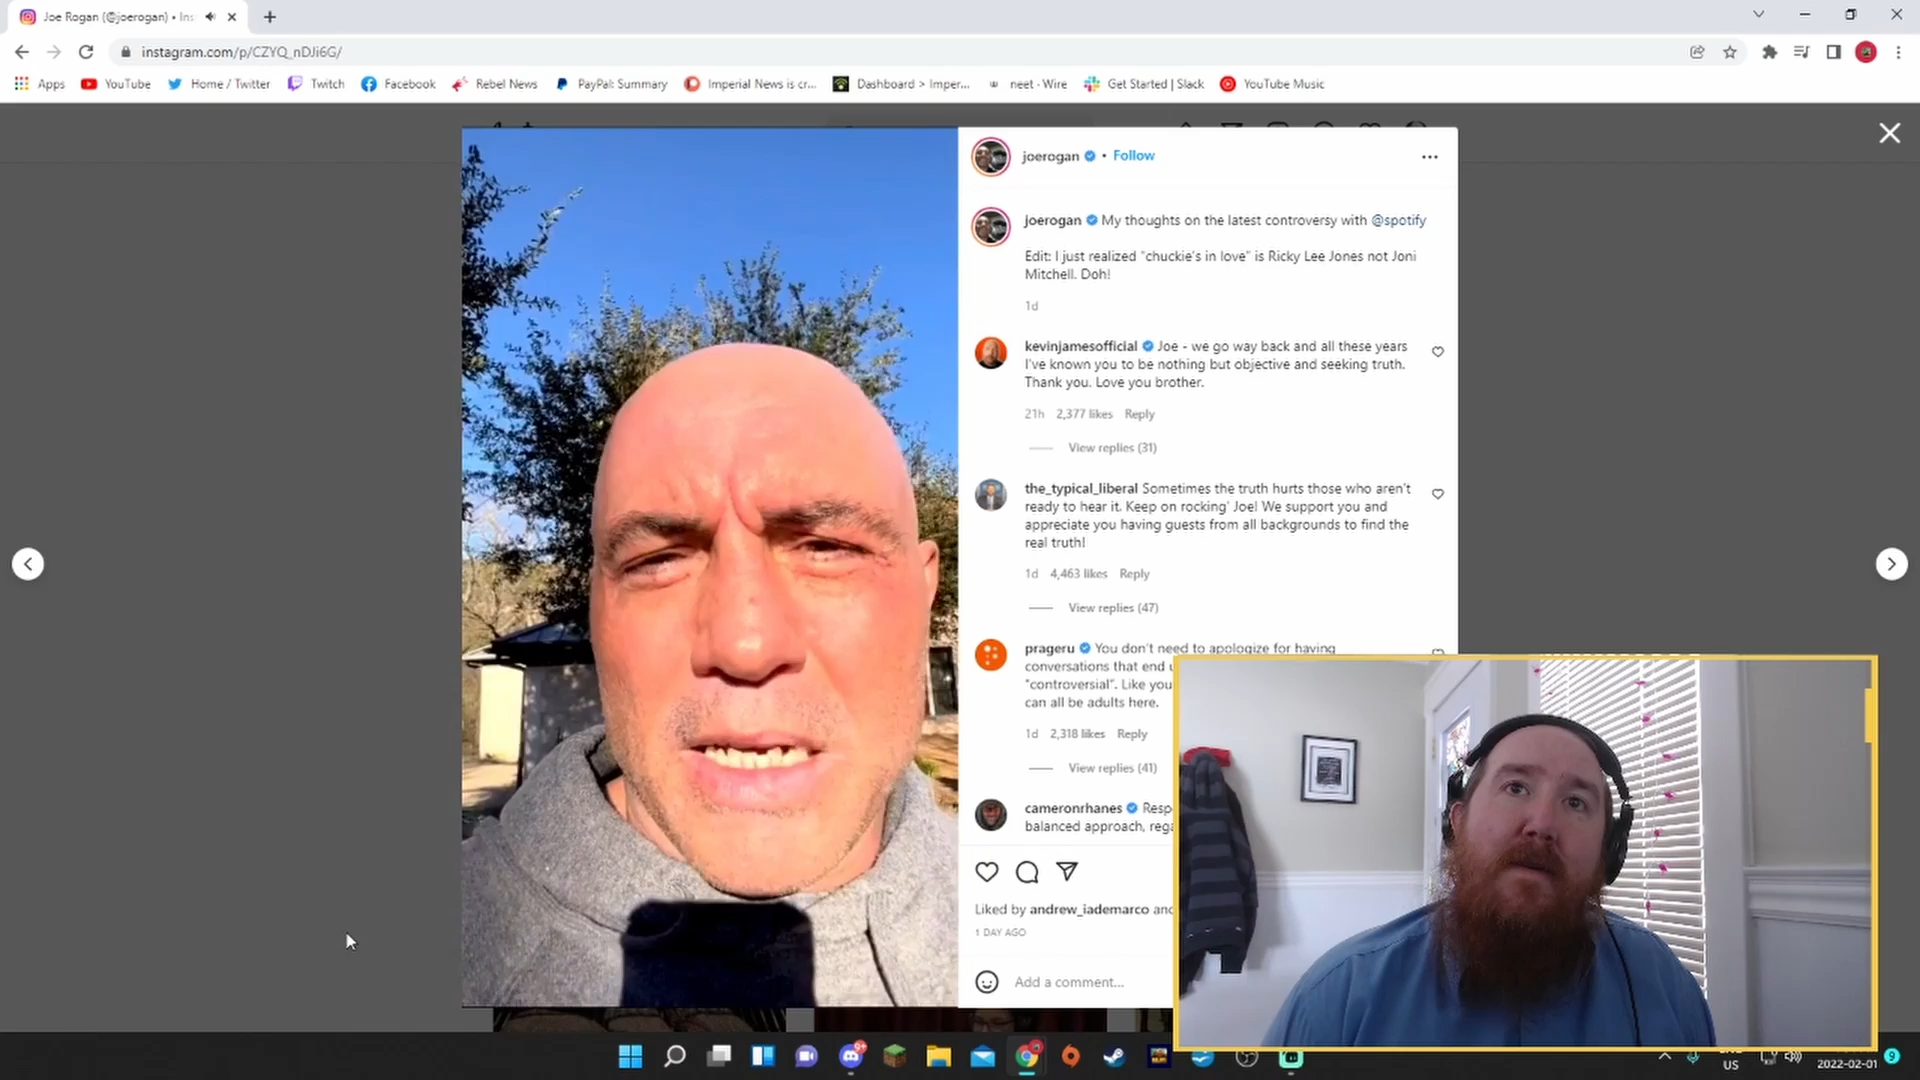 Joe Rogan (@joerogan) • Ins
instagram.com/p/CZYQ_nDJi6G/
Apps YouTube Home / Twitter Twitch Facebook Rebel News PayPal: Summary Imperial News is cr... Dashboard > Imper... neet - Wire Get Started | Slack YouTube Music
joerogan • Follow
joerogan My thoughts on the latest controversy with @spotify
Edit: I just realized "chuckie's in love" is Ricky Lee Jones not Joni
Mitchell. Doh!
1d
kevinjamesofficial Joe - we go way back and all these years
I've known you to be nothing but objective and seeking truth.
Thank you. Love you brother.
21h 2,377 likes Reply
View replies (31)
the_typical_liberal Sometimes the truth hurts those who aren't
ready to hear it. Keep on rocking' Joe! We support you and
appreciate you having guests from all backgrounds to find the
real truth!
1d 4,463 likes Reply
View replies (47)
prageru You don't need to apologize for having
conversations that end
"controversial". Like you
can all be adults here.
1d 2,318 likes Reply
View replies (41)
cameronrhanes Resp
balanced approach, rega
Liked by andrew_iademarco and
1 DAY AGO
Add a comment...
9+
US
2022-02-01
9